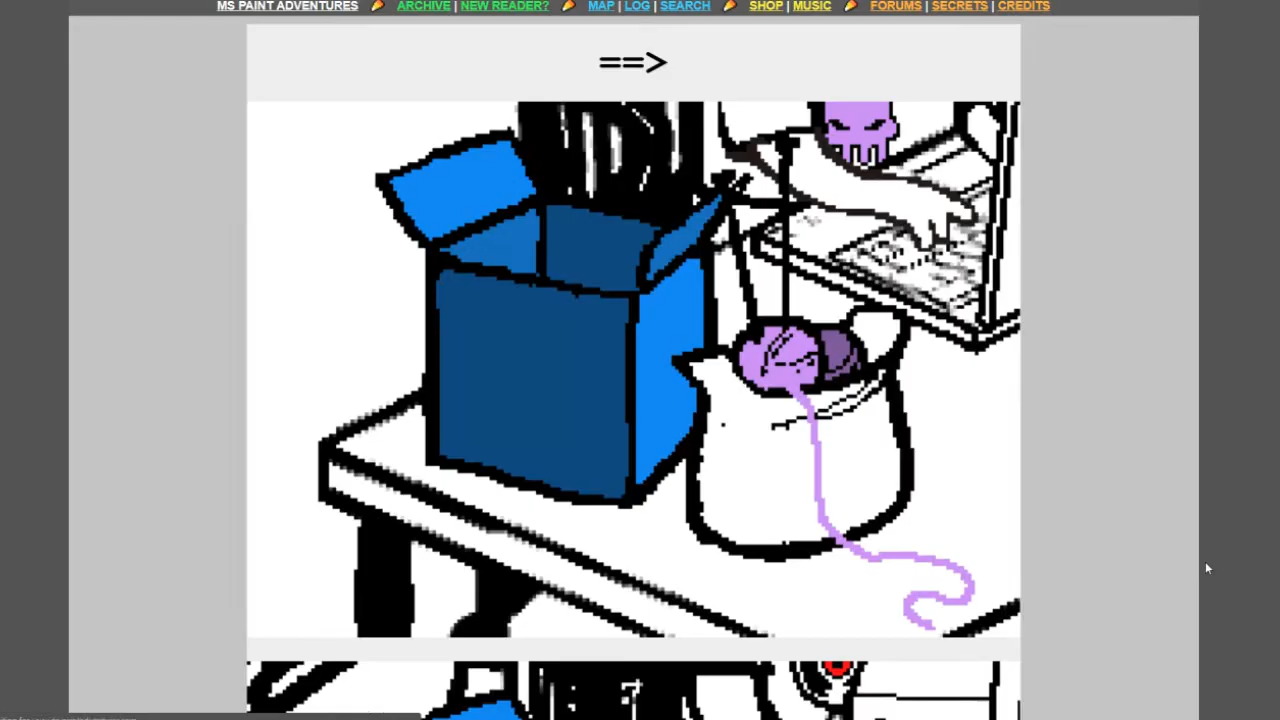 MS PAINT ADVENTURES ARCHIVE | NEW READER? MAP | LOG | SEARCH SHOP | MUSIC FORUMS | SECRETS | CREDITS
==>